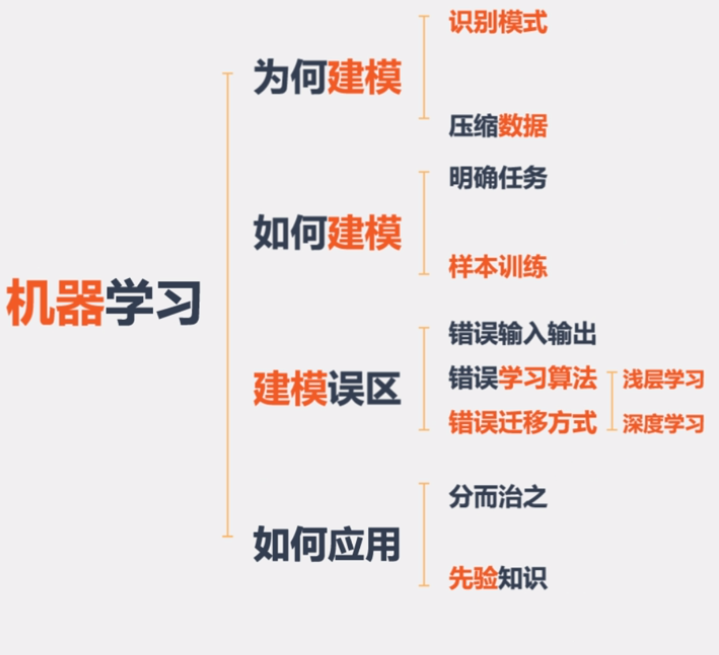 机器学习
为何建模
识别模式
压缩数据
如何建模
明确任务
样本训练
建模误区
错误输入输出
错误学习算法
错误迁移方式
浅层学习
深度学习
如何应用
分而治之
先验知识